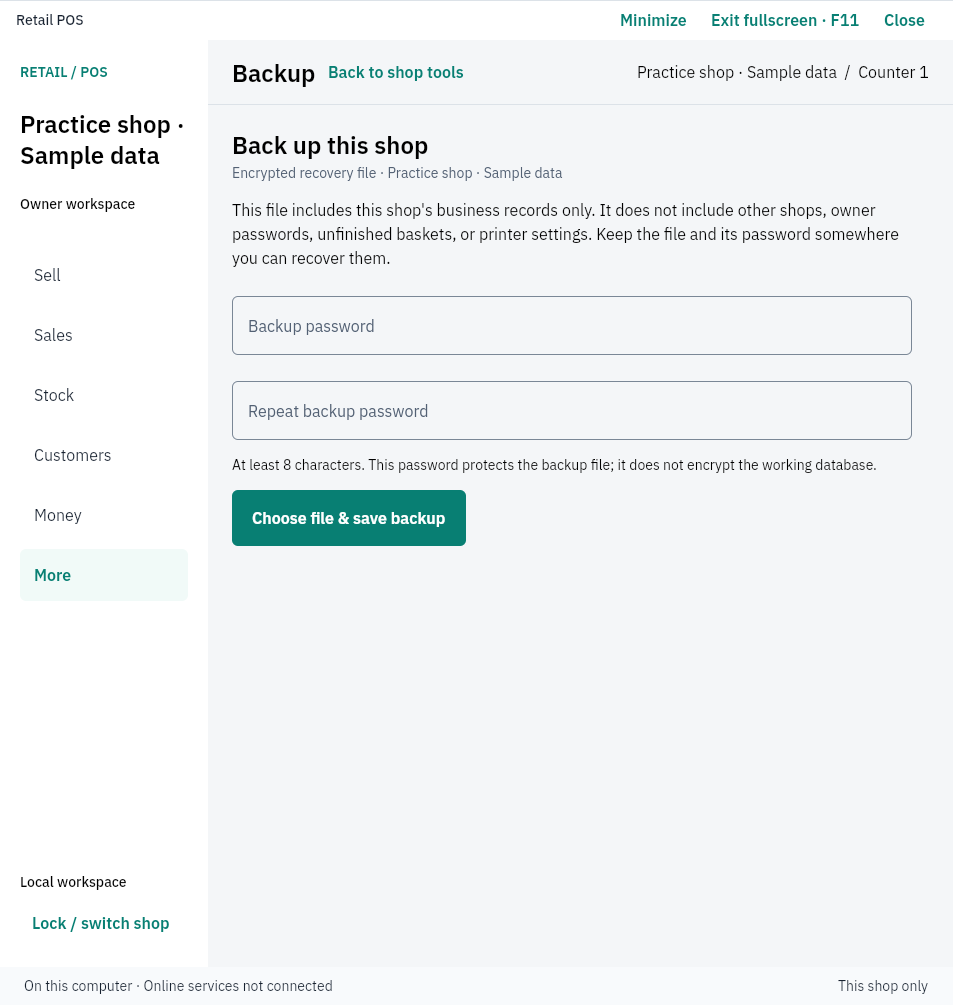 Retail POS
Minimize
Exit fullscreen · F11
Close
RETAIL / POS
Practice shop ·
Sample data
Owner workspace
Sell
Sales
Stock
Customers
Money
More
Local workspace
Lock / switch shop
Backup
Back to shop tools
Practice shop · Sample data / Counter 1
Back up this shop
Encrypted recovery file · Practice shop · Sample data
This file includes this shop's business records only. It does not include other shops, owner
passwords, unfinished baskets, or printer settings. Keep the file and its password somewhere
you can recover them.
Backup password
Repeat backup password
At least 8 characters. This password protects the backup file; it does not encrypt the working database.
Choose file & save backup
On this computer · Online services not connected
This shop only